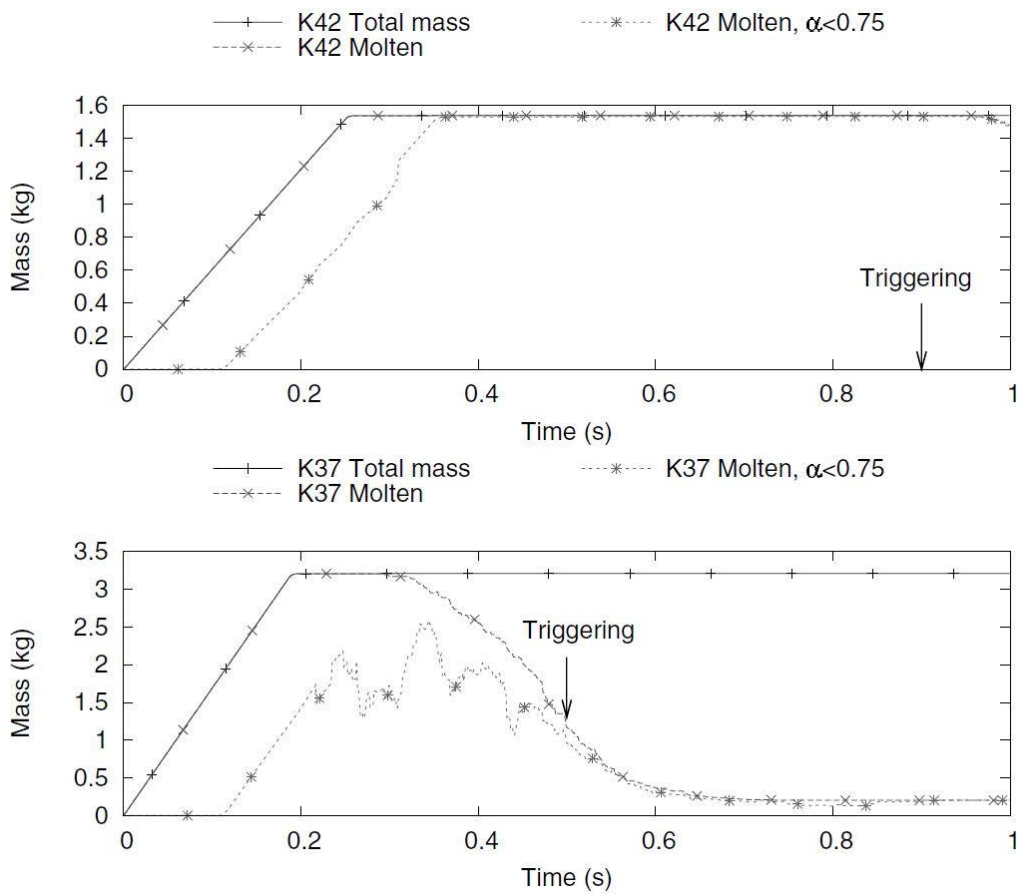 K42 Total mass
K42 Molten, α<0.75
K42 Molten
1.6
1.4
1.2
1
0.8
0.6
0.4
0.2
0
Mass (kg)
Triggering
0 0.2 0.4 0.6 0.8 1
Time (s)
K37 Total mass
K37 Molten, α<0.75
K37 Molten
3.5
3
2.5
2
1.5
1
0.5
0
Mass (kg)
Triggering
0 0.2 0.4 0.6 0.8 1
Time (s)